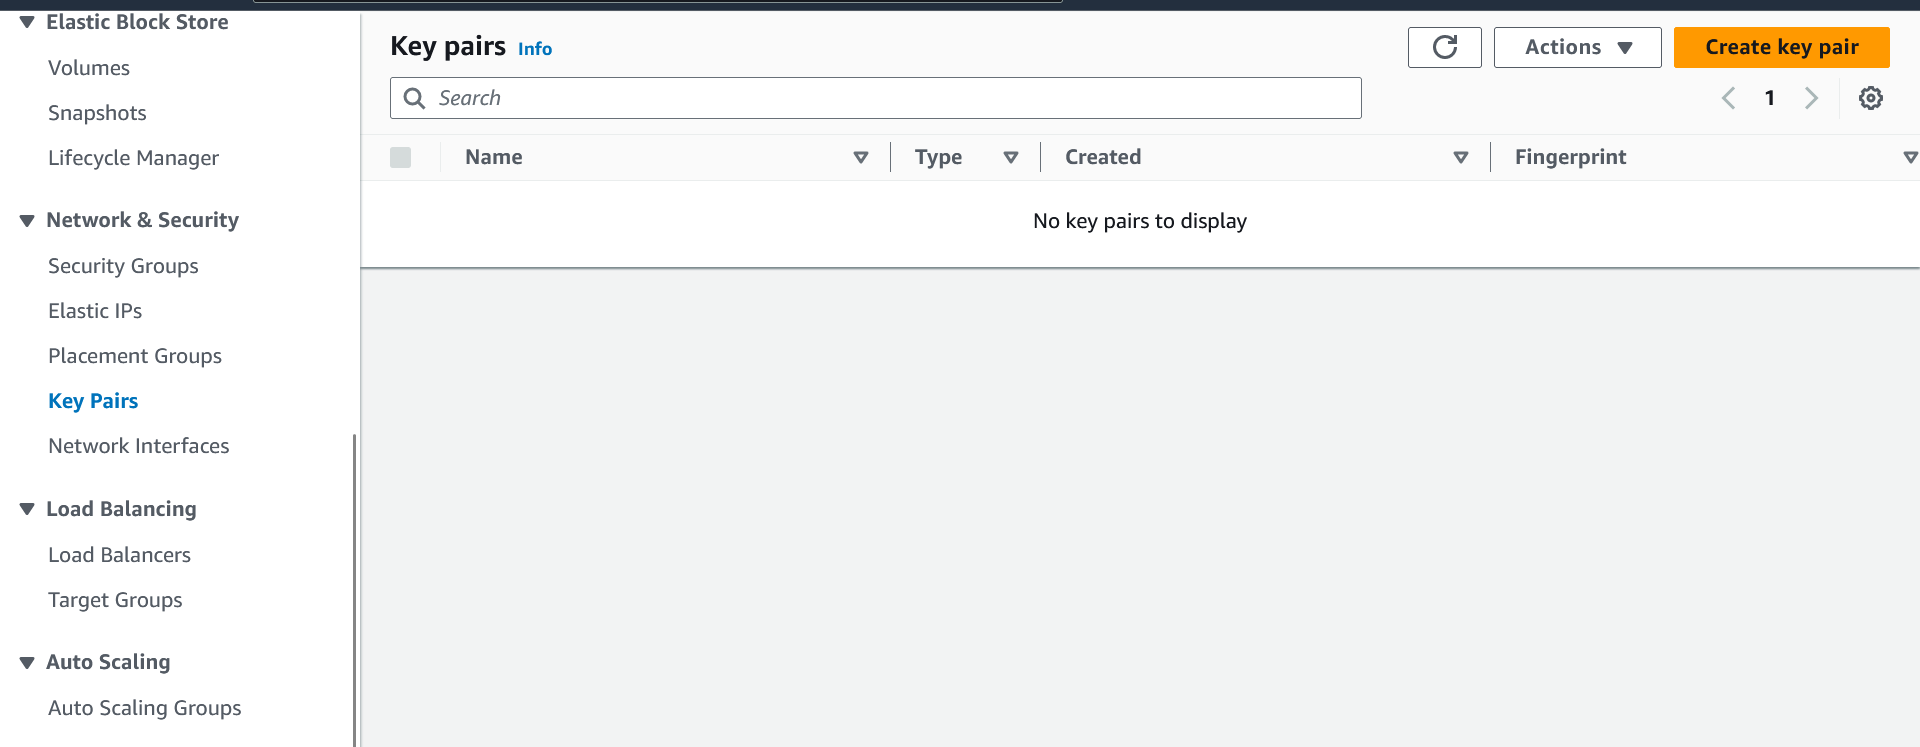 Elastic Block Store
Volumes
Snapshots
Lifecycle Manager
Network & Security
Security Groups
Elastic IPs
Placement Groups
Key Pairs
Network Interfaces
Load Balancing
Load Balancers
Target Groups
Auto Scaling
Auto Scaling Groups
Key pairs Info
Actions
Create key pair
Search
1
Name Type Created Fingerprint
No key pairs to display